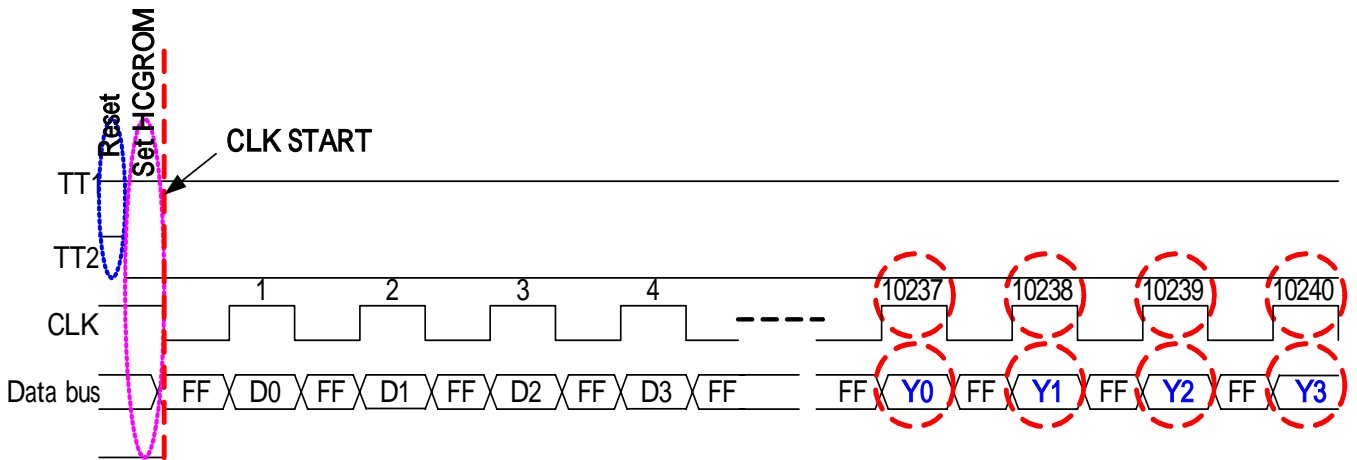 Reset
Set HCGROM
CLK START
TT1
TT2
1 2 3 4 10237 10238 10239 10240
CLK
Data bus FF D0 FF D1 FF D2 FF D3 FF FF Y0 FF Y1 FF Y2 FF Y3